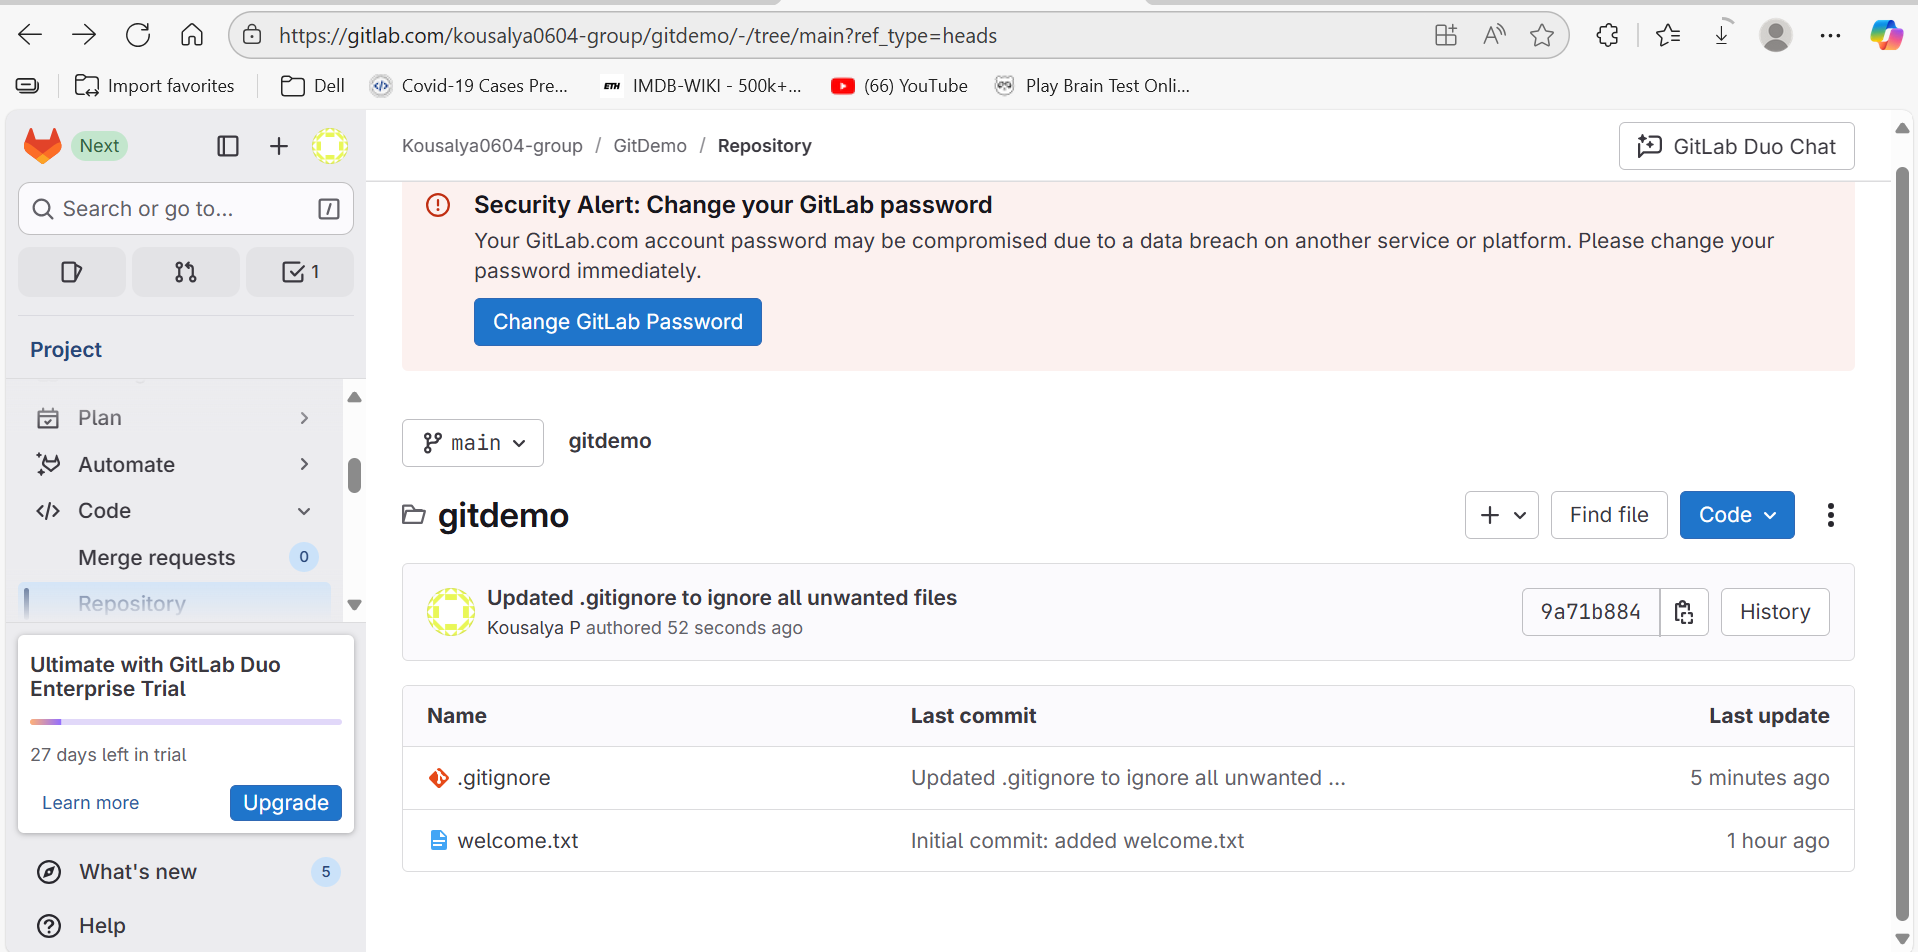 https://gitlab.com/kousalya0604-group/gitdemo/-/tree/main?ref_type=heads
Import favorites
Dell
Covid-19 Cases Pre...
ETH IMDB-WIKI - 500k+...
(66) YouTube
Play Brain Test Onli...
Next
Search or go to...
/
1
Project
Plan
Automate
Code
Merge requests 0
Repository
Ultimate with GitLab Duo
Enterprise Trial
27 days left in trial
Learn more
Upgrade
What's new 5
Help
Kousalya0604-group / GitDemo / Repository
GitLab Duo Chat
Security Alert: Change your GitLab password
Your GitLab.com account password may be compromised due to a data breach on another service or platform. Please change your
password immediately.
Change GitLab Password
main
gitdemo
gitdemo
Find file
Code
Updated .gitignore to ignore all unwanted files
Kousalya P authored 52 seconds ago
9a71b884
History
Name Last commit Last update
.gitignore Updated .gitignore to ignore all unwanted ... 5 minutes ago
welcome.txt Initial commit: added welcome.txt 1 hour ago